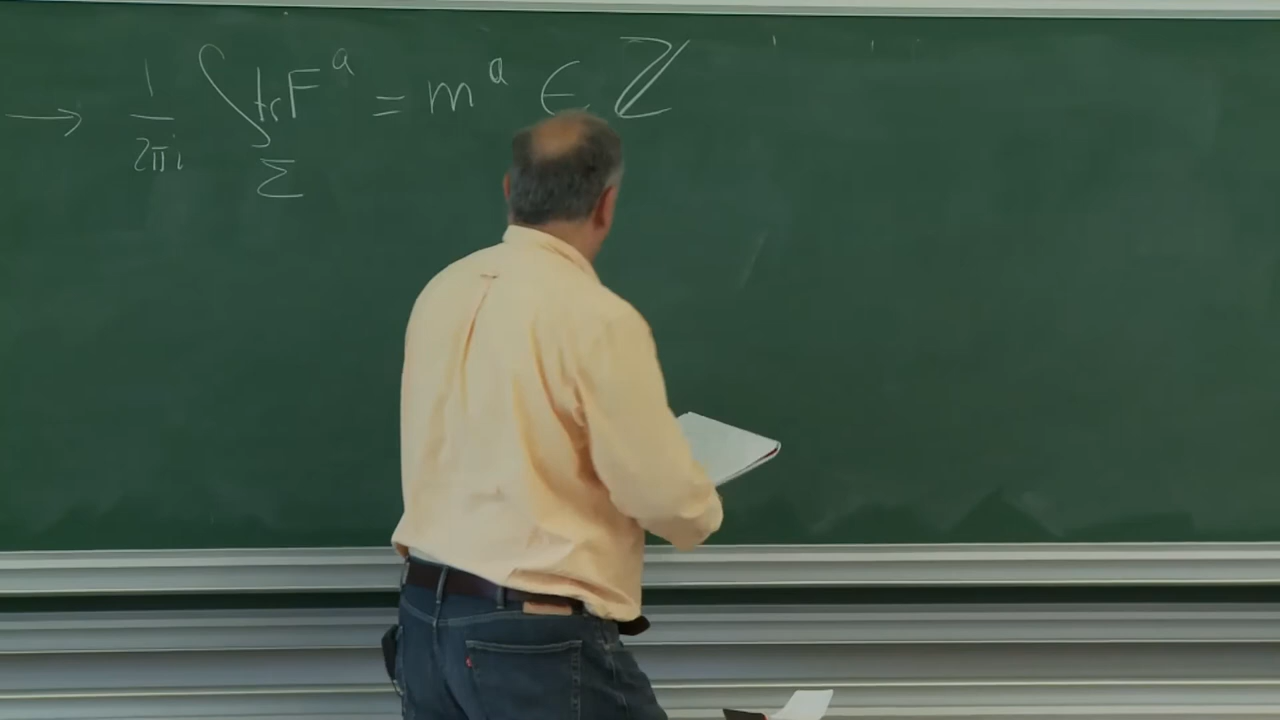 → 1/2πi ∫_Σ tr F^a = m^a ∈ ℤ